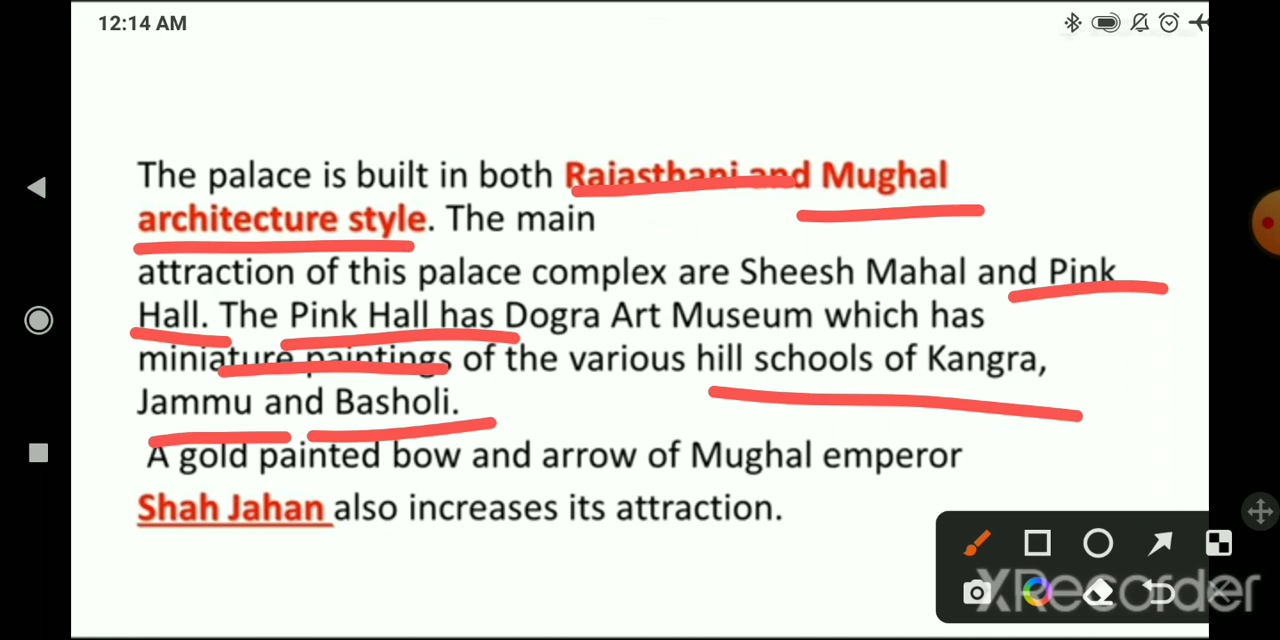 12:14 AM
The palace is built in both Rajasthani and Mughal
architecture style. The main
attraction of this palace complex are Sheesh Mahal and Pink
Hall. The Pink Hall has Dogra Art Museum which has
miniature paintings of the various hill schools of Kangra,
Jammu and Basholi.
A gold painted bow and arrow of Mughal emperor
Shah Jahan also increases its attraction.
XRecorder